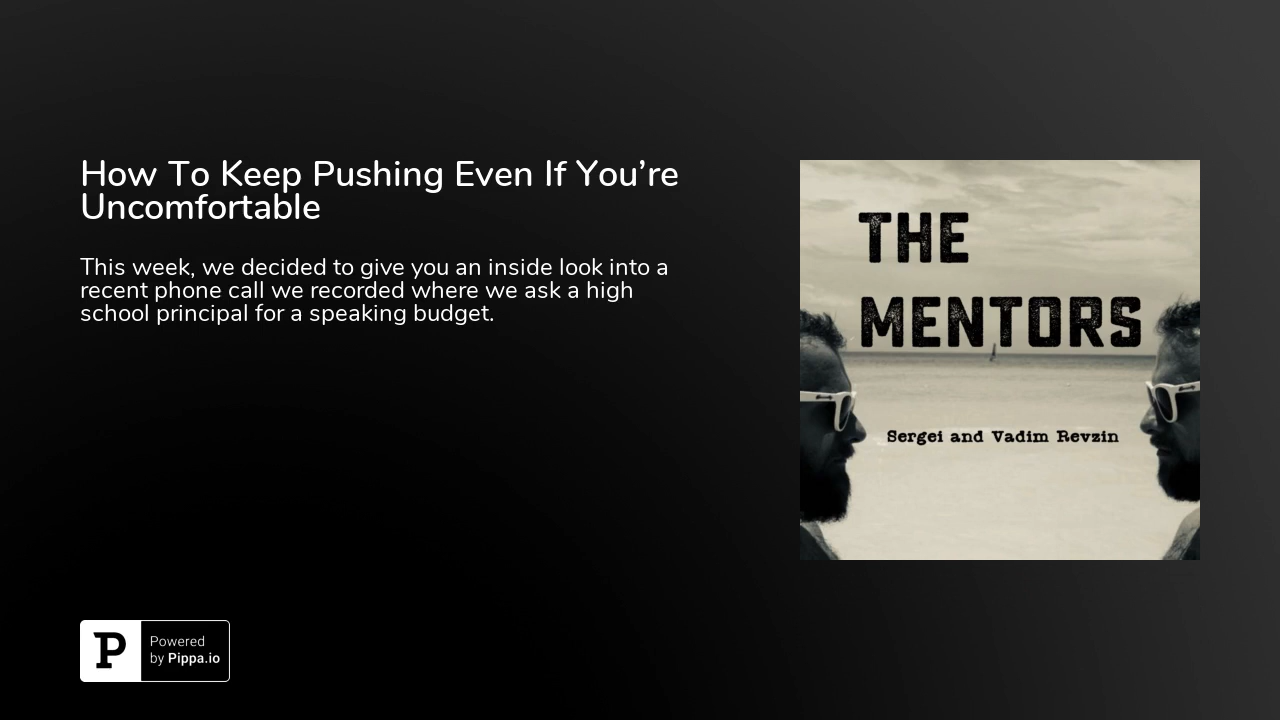 How To Keep Pushing Even If You’re
Uncomfortable
This week, we decided to give you an inside look into a
recent phone call we recorded where we ask a high
school principal for a speaking budget.
THE
MENTORS
Sergei and Vadim Revzin
P
Powered
by Pippa.io